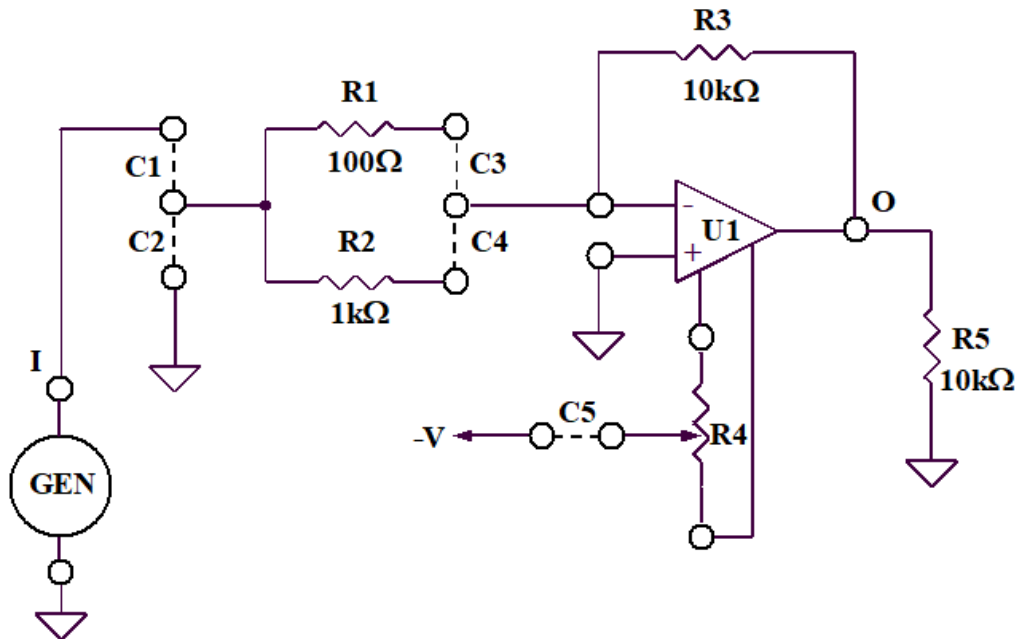 R3
10kΩ
R1
100Ω
C1
C3
C2
C4
R2
1kΩ
-
+
U1
O
I
GEN
R5
10kΩ
C5
-V
R4